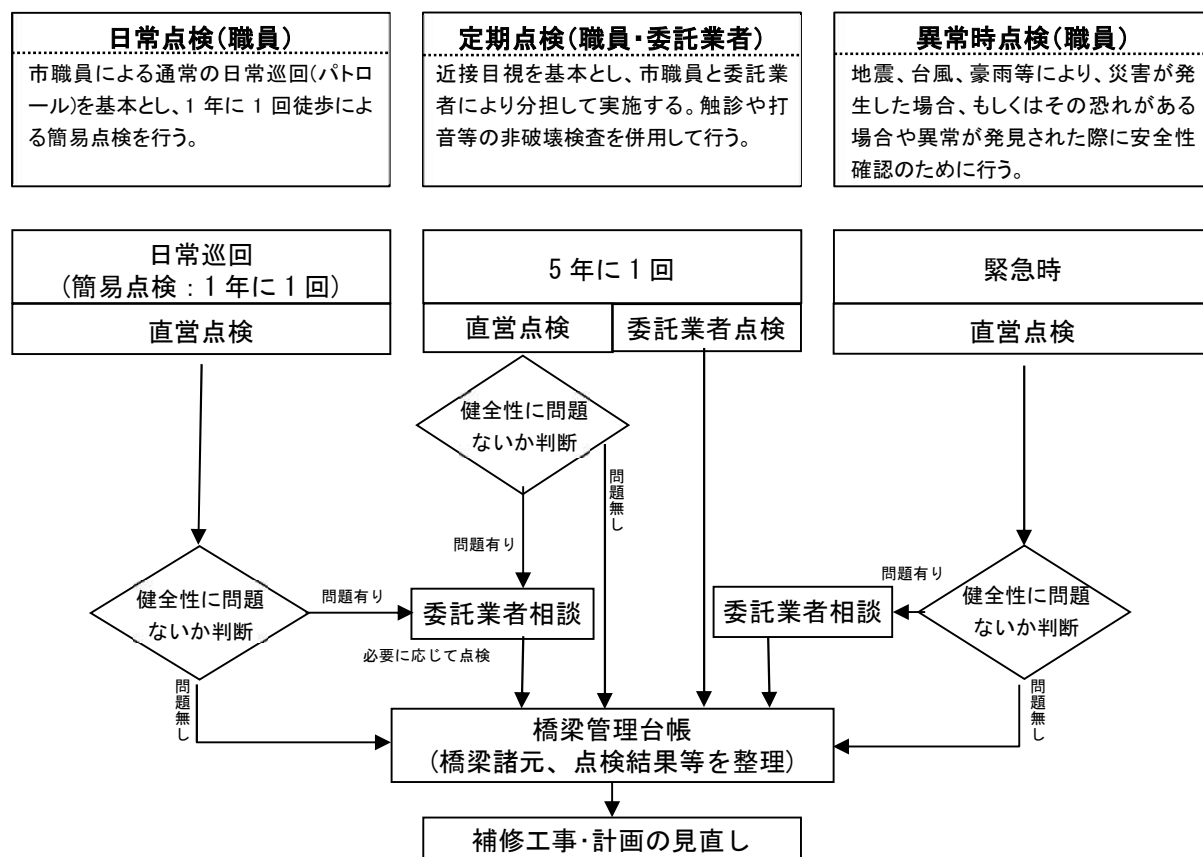 日常点検(職員)
市職員による通常の日常巡回(パトロ
ール)を基本とし、1年に1回徒歩によ
る簡易点検を行う。
定期点検(職員・委託業者)
近接目視を基本とし、市職員と委託業
者により分担して実施する。触診や打
音等の非破壊検査を併用して行う。
異常時点検(職員)
地震、台風、豪雨等により、災害が発
生した場合、もしくはその恐れがある
場合や異常が発見された際に安全性
確認のために行う。
日常巡回
(簡易点検：1年に1回)
直営点検
5年に1回
直営点検
委託業者点検
緊急時
直営点検
健全性に問題
ないか判断
問題無し
問題有り
健全性に問題
ないか判断
問題有り
委託業者相談
必要に応じて点検
問題無し
問題有り
委託業者相談
健全性に問題
ないか判断
問題無し
橋梁管理台帳
(橋梁諸元、点検結果等を整理)
補修工事・計画の見直し